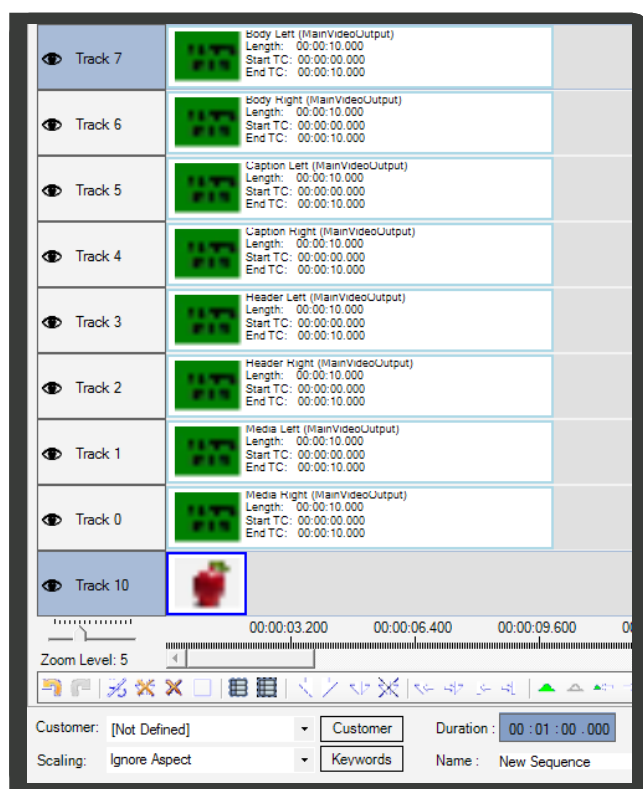 Track 7
Body Left (MainVideoOutput)
Length: 00:00:10.000
Start TC: 00:00:00.000
End TC: 00:00:10.000
Track 6
Body Right (MainVideoOutput)
Length: 00:00:10.000
Start TC: 00:00:00.000
End TC: 00:00:10.000
Track 5
Caption Left (MainVideoOutput)
Length: 00:00:10.000
Start TC: 00:00:00.000
End TC: 00:00:10.000
Track 4
Caption Right (MainVideoOutput)
Length: 00:00:10.000
Start TC: 00:00:00.000
End TC: 00:00:10.000
Track 3
Header Left (MainVideoOutput)
Length: 00:00:10.000
Start TC: 00:00:00.000
End TC: 00:00:10.000
Track 2
Header Right (MainVideoOutput)
Length: 00:00:10.000
Start TC: 00:00:00.000
End TC: 00:00:10.000
Track 1
Media Left (MainVideoOutput)
Length: 00:00:10.000
Start TC: 00:00:00.000
End TC: 00:00:10.000
Track 0
Media Right (MainVideoOutput)
Length: 00:00:10.000
Start TC: 00:00:00.000
End TC: 00:00:10.000
Track 10
00:00:03.200 00:00:06.400 00:00:09.600
Zoom Level: 5
Customer: [Not Defined] Customer Duration : 00 : 01 : 00 . 000
Scaling: Ignore Aspect Keywords Name : New Sequence